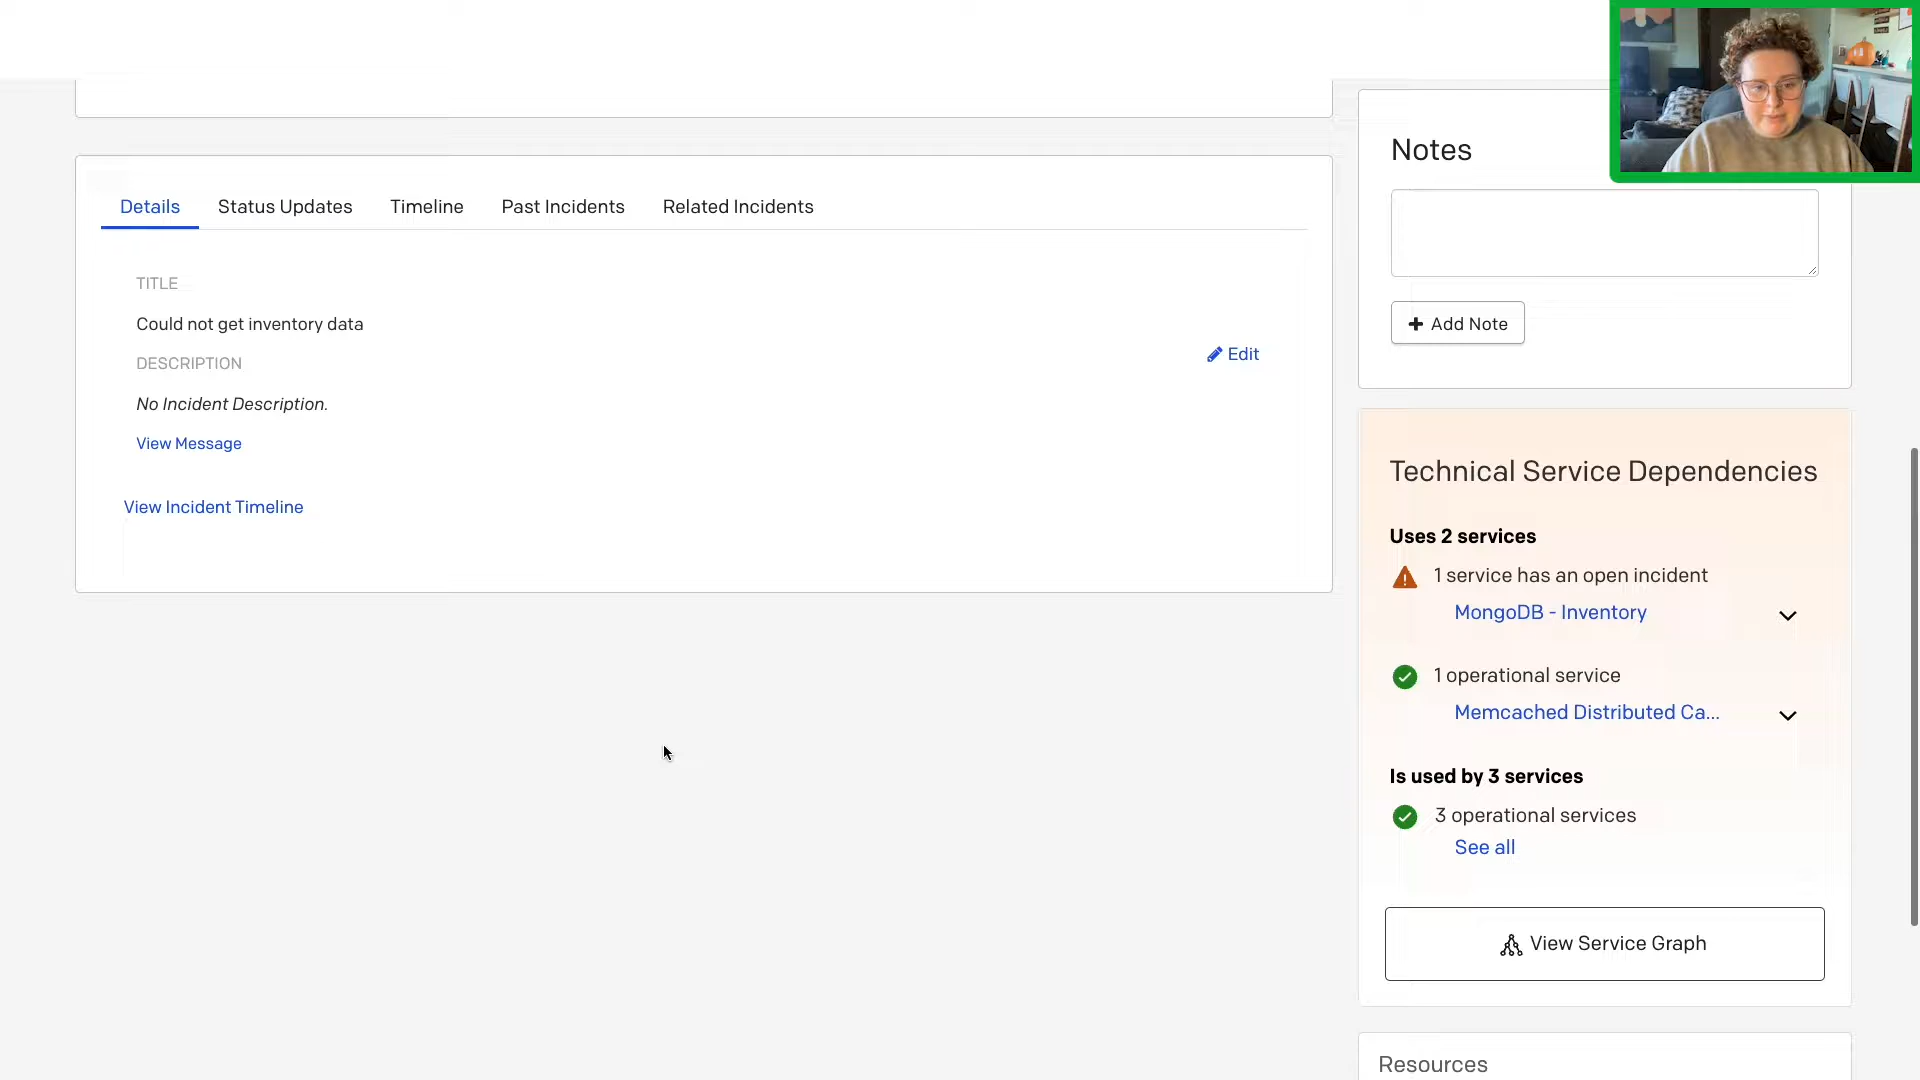 Details
Status Updates
Timeline
Past Incidents
Related Incidents
TITLE
Could not get inventory data
DESCRIPTION
No Incident Description.
View Message
View Incident Timeline
Edit
Notes
Add Note
Technical Service Dependencies
Uses 2 services
1 service has an open incident
MongoDB - Inventory
1 operational service
Memcached Distributed Ca...
Is used by 3 services
3 operational services
See all
View Service Graph
Resources